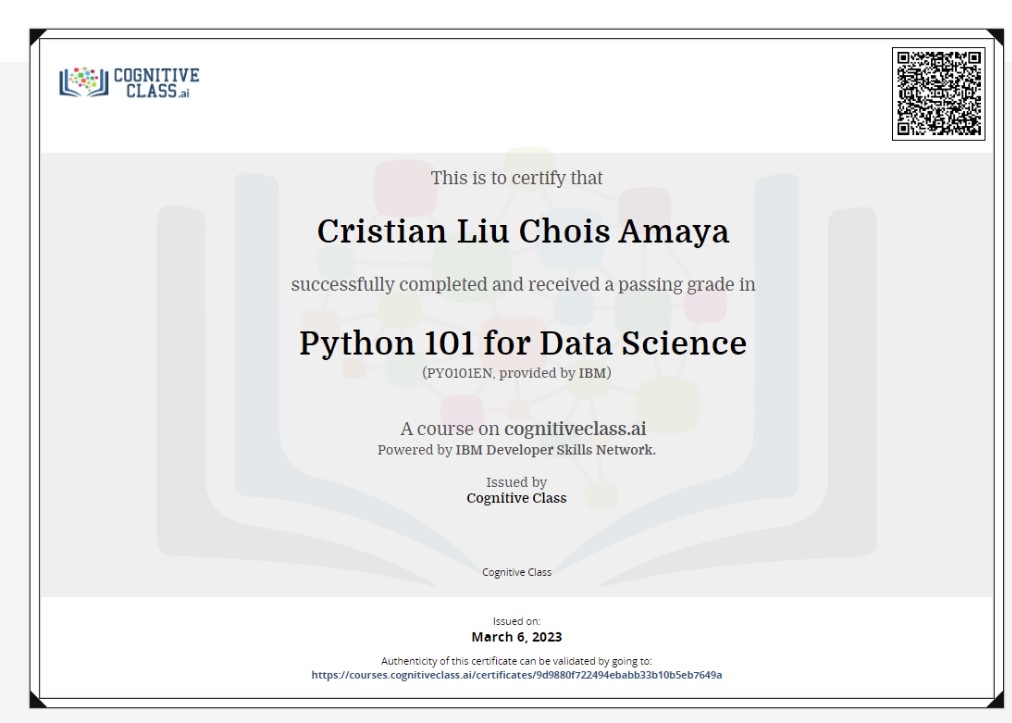 COGNITIVE
CLASS.ai
This is to certify that
Cristian Liu Chois Amaya
successfully completed and received a passing grade in
Python 101 for Data Science
(PY0101EN, provided by IBM)
A course on cognitiveclass.ai
Powered by IBM Developer Skills Network.
Issued by
Cognitive Class
Cognitive Class
Issued on:
March 6, 2023
Authenticity of this certificate can be validated by going to:
https://courses.cognitiveclass.ai/certificates/9d9880f722494ebabb33b10b5eb7649a